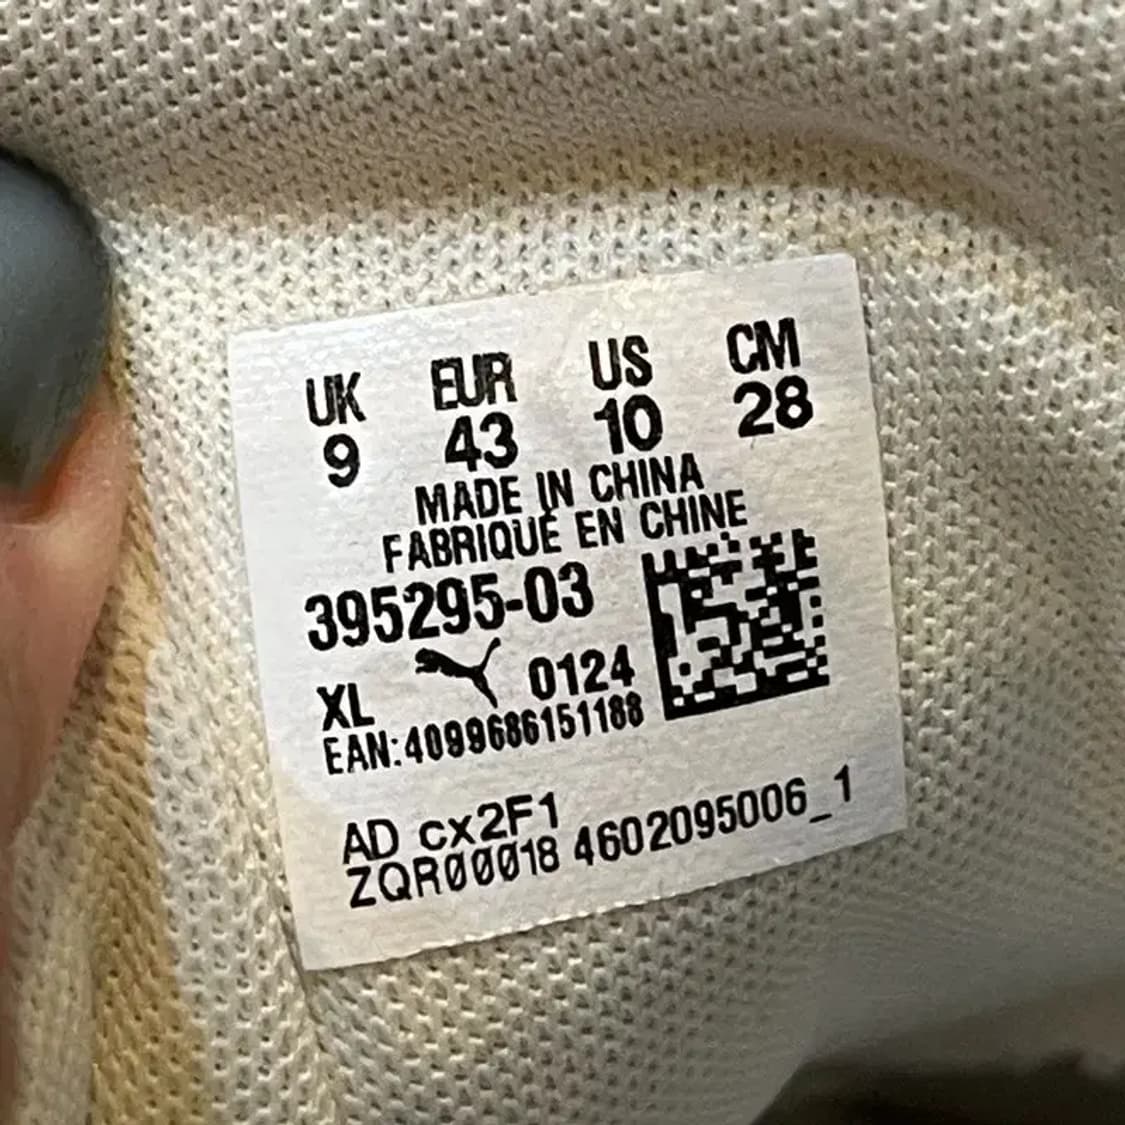 UK EUR US CM
9 43 10 28
MADE IN CHINA
FABRIQUÉ EN CHINE
395295-03
XL 0124
EAN:4099686151188
AD cx2F1
ZQR00018 4602095006_1